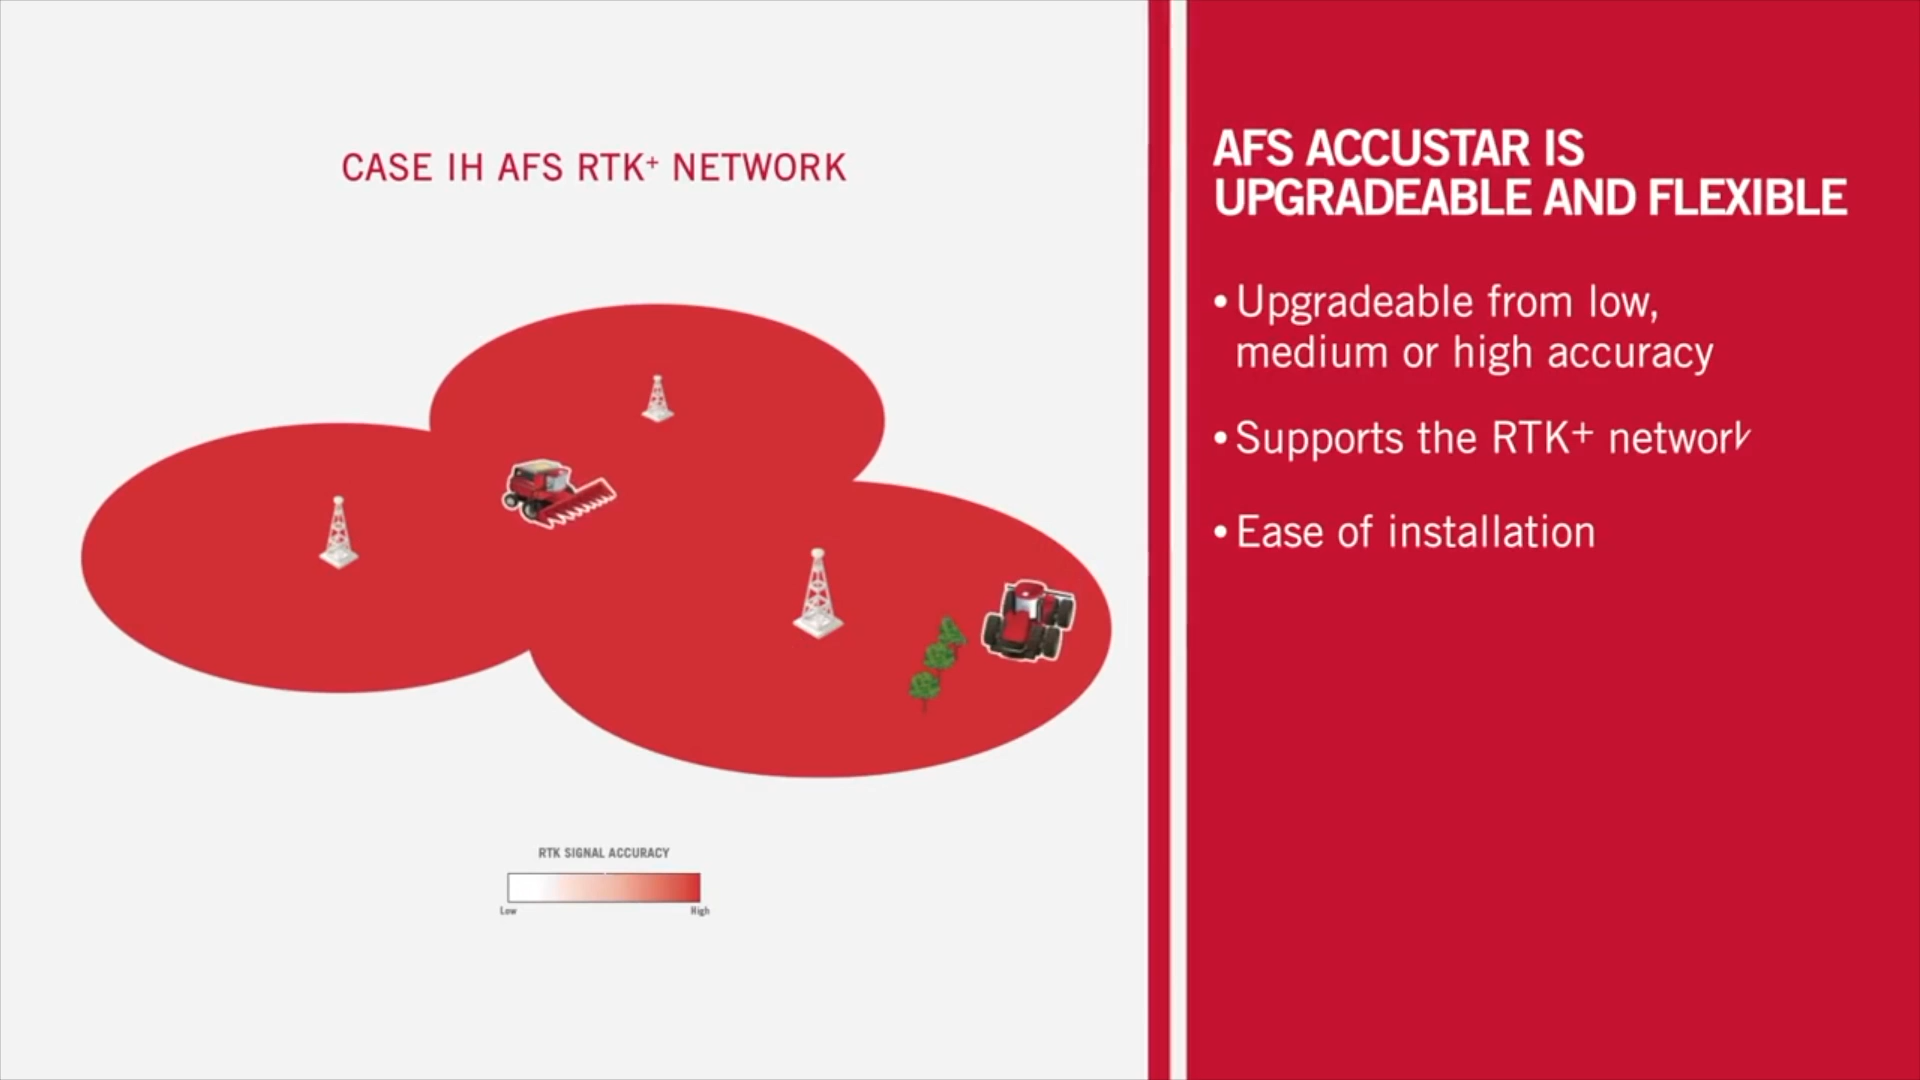 CASE IH AFS RTK+ NETWORK
RTK SIGNAL ACCURACY
Low
High
AFS ACCUSTAR IS
UPGRADEABLE AND FLEXIBLE
• Upgradeable from low,
medium or high accuracy
• Supports the RTK+ network
• Ease of installation